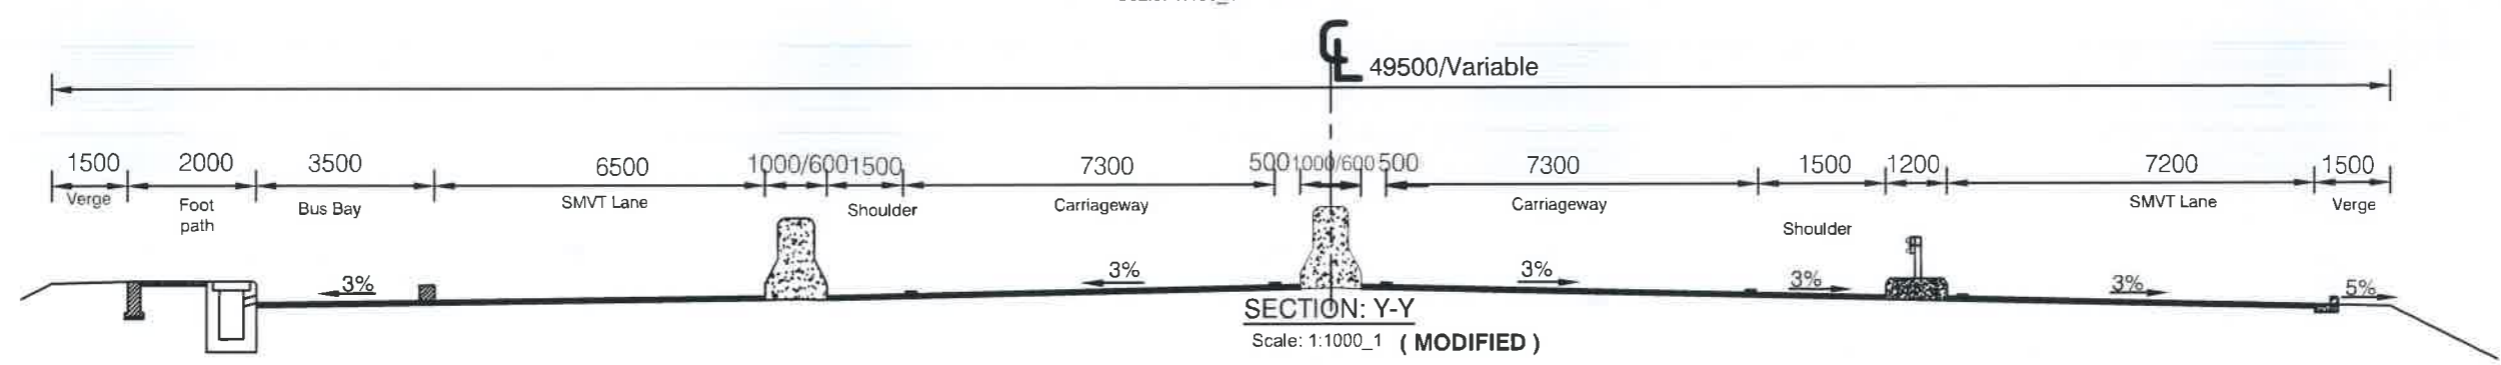 CL
49500/Variable
1500 2000 3500 6500 1000/600 1500 7300 500 1000/600 500 7300 1500 1200 7200 1500
Verge Foot path Bus Bay SMVT Lane Shoulder Carriageway Carriageway Shoulder SMVT Lane Verge
3% 3% 3% 3% 3% 5%
SECTION: Y-Y
Scale: 1:1000_1 ( MODIFIED )